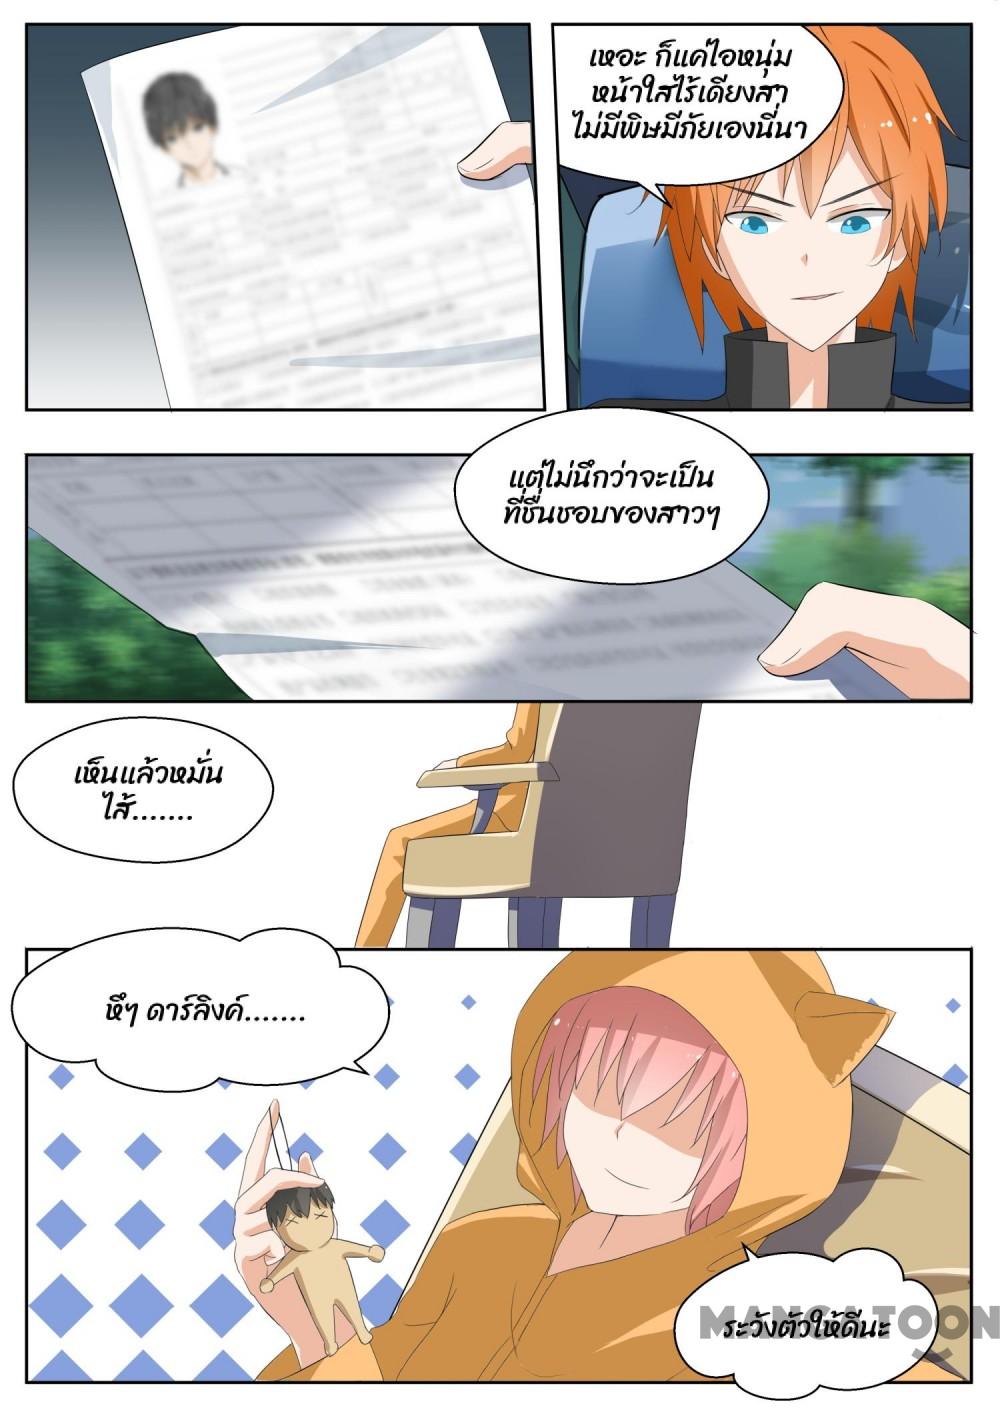 เหอะ ก็แค่ไอหนุ่ม
หน้าใสไร้เดียงสา
ไม่มีพิษมีภัยเองนี่นา
แต่ไม่นึกว่าจะเป็น
ที่ชื่นชอบของสาวๆ
เห็นแล้วหมั่น
ไส้.......
หึๆ ดาร์ลิงค์.......
ระวังตัวให้ดีนะ
MANGATOON